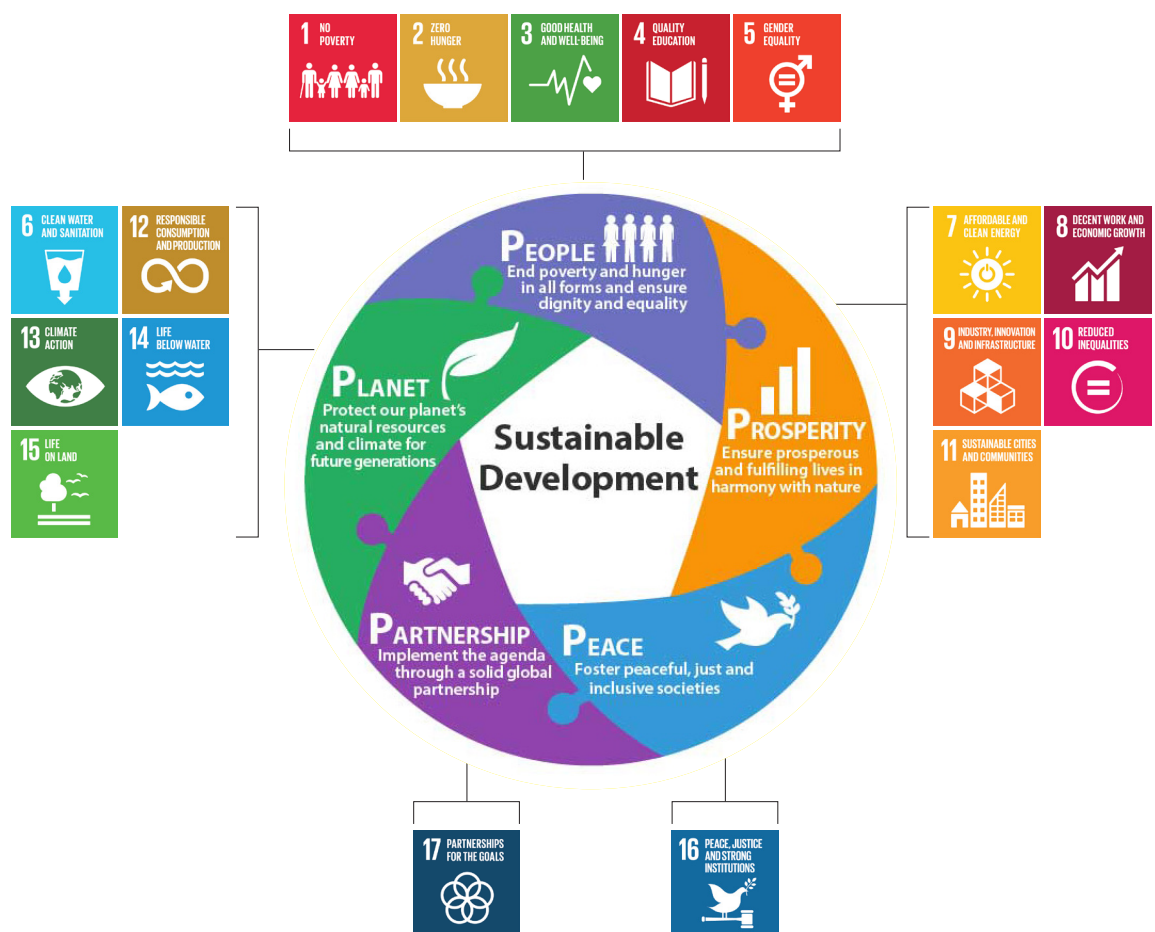 1 NO
POVERTY
2 ZERO
HUNGER
3 GOOD HEALTH
AND WELL-BEING
4 QUALITY
EDUCATION
5 GENDER
EQUALITY
6 CLEAN WATER
AND SANITATION
12 RESPONSIBLE
CONSUMPTION
AND PRODUCTION
13 CLIMATE
ACTION
14 LIFE
BELOW WATER
15 LIFE
ON LAND
PEOPLE
End poverty and hunger
in all forms and ensure
dignity and equality
PLANET
Protect our planet's
natural resources
and climate for
future generations
Sustainable
Development
PROSPERITY
Ensure prosperous
and fulfilling lives in
harmony with nature
PARTNERSHIP
Implement the agenda
through a solid global
partnership
PEACE
Foster peaceful, just and
inclusive societies
7 AFFORDABLE AND
CLEAN ENERGY
8 DECENT WORK AND
ECONOMIC GROWTH
9 INDUSTRY, INNOVATION
AND INFRASTRUCTURE
10 REDUCED
INEQUALITIES
11 SUSTAINABLE CITIES
AND COMMUNITIES
17 PARTNERSHIPS
FOR THE GOALS
16 PEACE, JUSTICE
AND STRONG
INSTITUTIONS